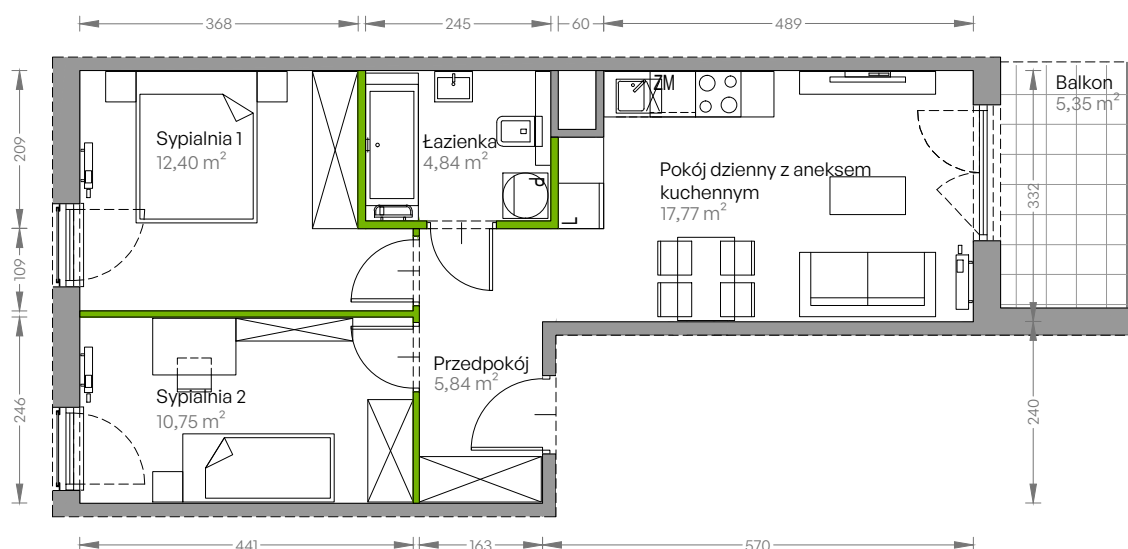 368
245
60
489
Balkon
5,35 m²
ZM
Sypialnia 1
12,40 m²
Łazienka
4,84 m²
Pokój dzienny z aneksem
kuchennym
17,77 m²
P
L
209
109
246
332
240
Przedpokój
5,84 m²
Sypialnia 2
10,75 m²
441
163
570